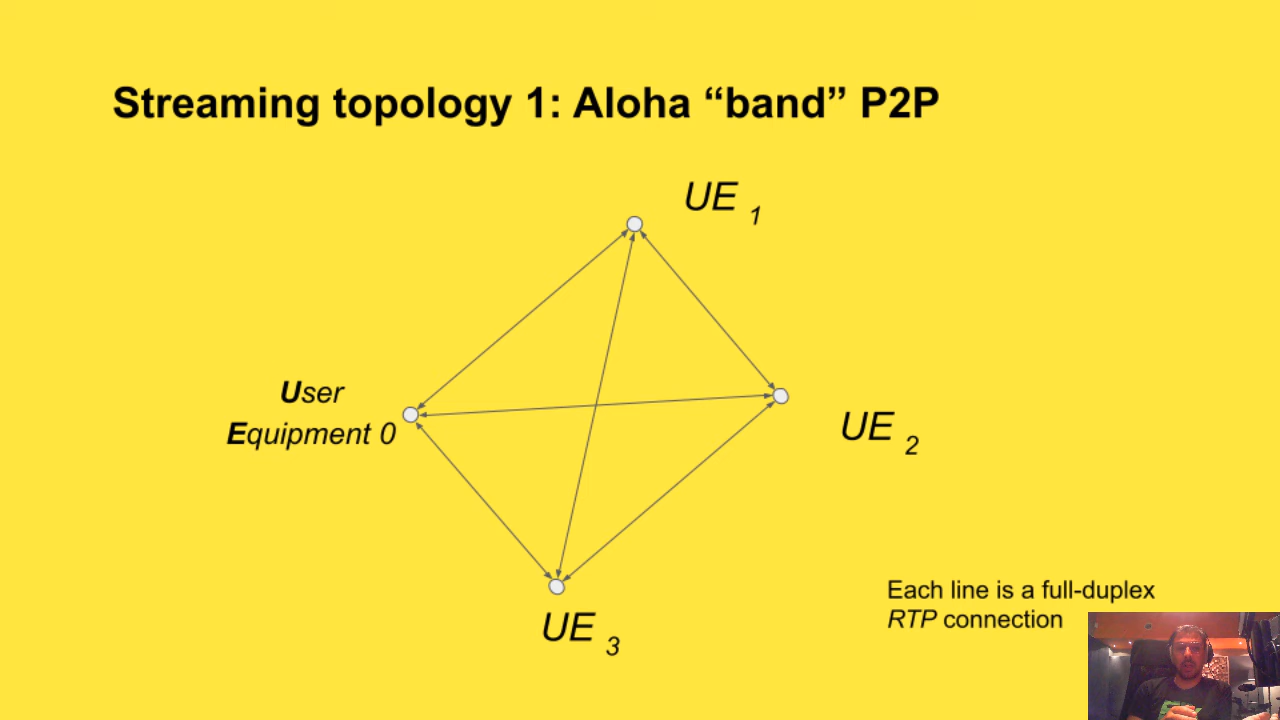 Streaming topology 1: Aloha “band” P2P
UE 1
User
Equipment 0
UE 2
Each line is a full-duplex
RTP connection
UE 3